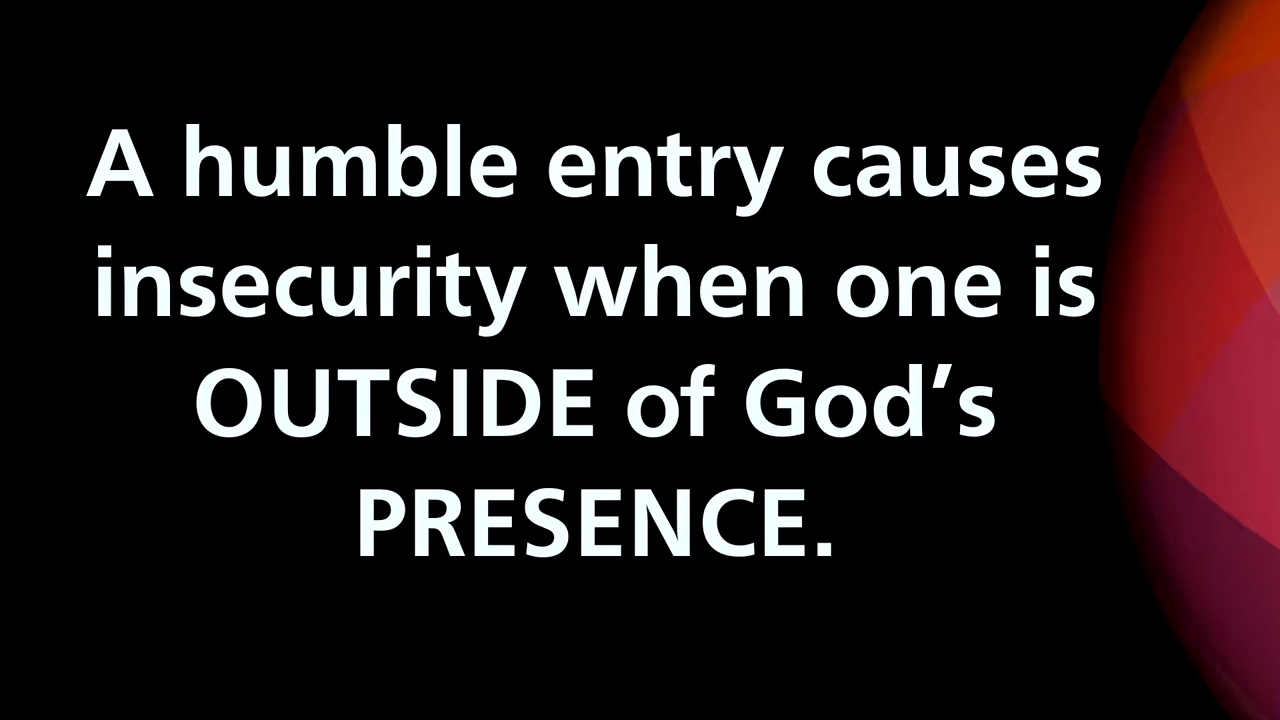 A humble entry causes
insecurity when one is
OUTSIDE of God’s
PRESENCE.